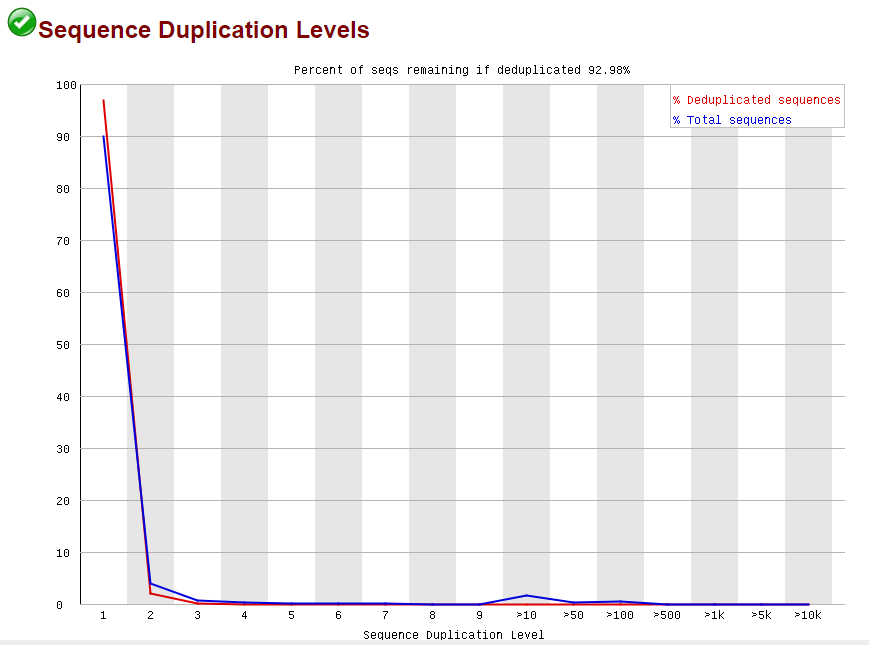 Sequence Duplication Levels
Percent of seqs remaining if deduplicated 92.98%
% Deduplicated sequences
% Total sequences
100
90
80
70
60
50
40
30
20
10
0
1 2 3 4 5 6 7 8 9 >10 >50 >100 >500 >1k >5k >10k
Sequence Duplication Level